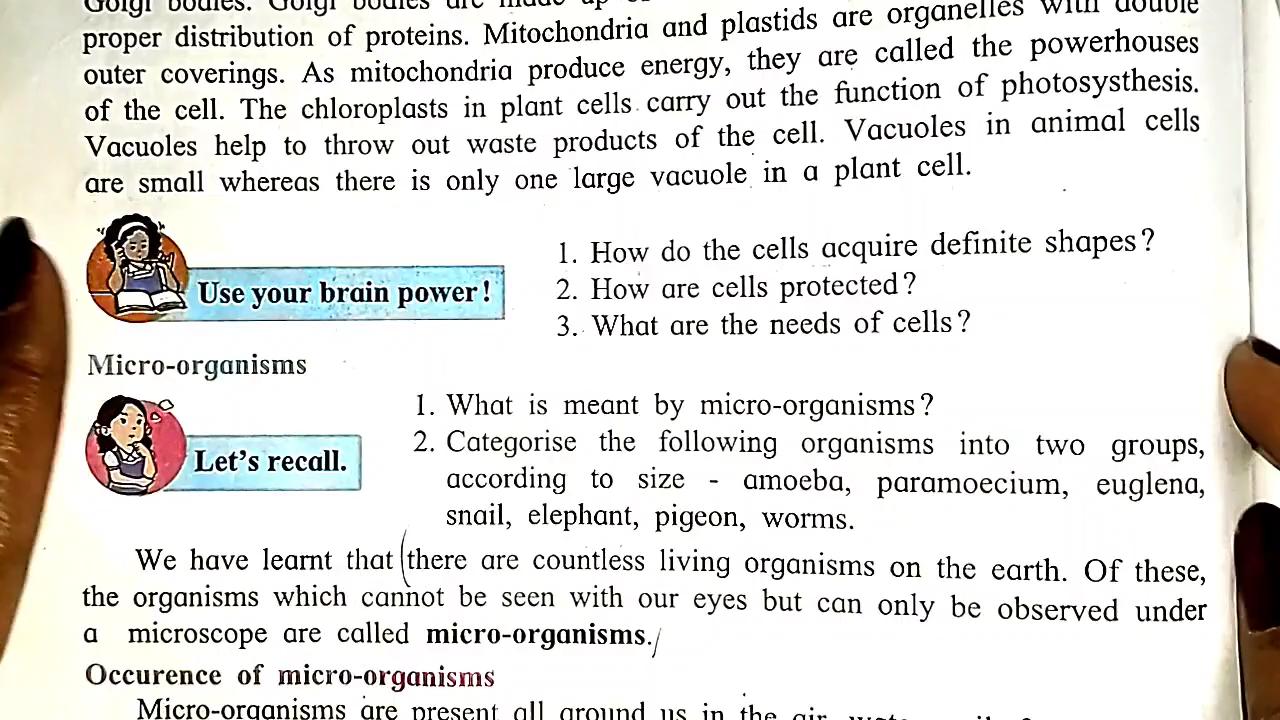 Golgi bodies. Golgi bodies are made up
proper distribution of proteins. Mitochondria and plastids are organelles with double
outer coverings. As mitochondria produce energy, they are called the powerhouses
of the cell. The chloroplasts in plant cells carry out the function of photosysthesis.
Vacuoles help to throw out waste products of the cell. Vacuoles in animal cells
are small whereas there is only one large vacuole in a plant cell.
Use your brain power!
1. How do the cells acquire definite shapes?
2. How are cells protected?
3. What are the needs of cells?
Micro-organisms
Let's recall.
1. What is meant by micro-organisms?
2. Categorise the following organisms into two groups,
according to size - amoeba, paramoecium, euglena,
snail, elephant, pigeon, worms.
We have learnt that (there are countless living organisms on the earth. Of these,
the organisms which cannot be seen with our eyes but can only be observed under
a microscope are called micro-organisms./
Occurence of micro-organisms
Micro-organisms are present all around us in the air,